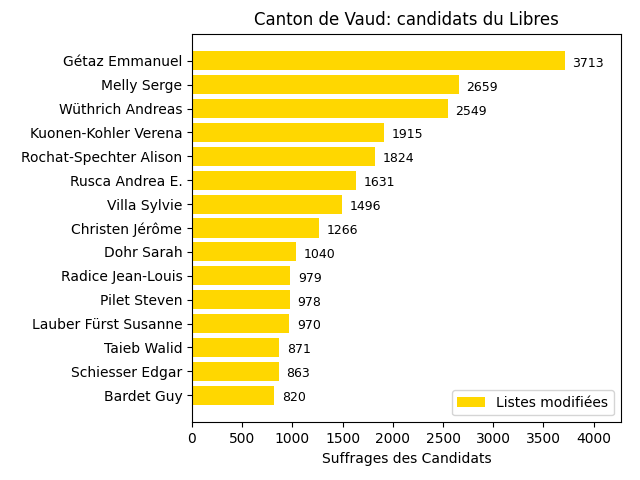 Canton de Vaud: candidats du Libres
Gétaz Emmanuel 3713
Melly Serge 2659
Wüthrich Andreas 2549
Kuonen-Kohler Verena 1915
Rochat-Spechter Alison 1824
Rusca Andrea E. 1631
Villa Sylvie 1496
Christen Jérôme 1266
Dohr Sarah 1040
Radice Jean-Louis 979
Pilet Steven 978
Lauber Fürst Susanne 970
Taieb Walid 871
Schiesser Edgar 863
Bardet Guy 820
Listes modifiées
0 500 1000 1500 2000 2500 3000 3500 4000
Suffrages des Candidats